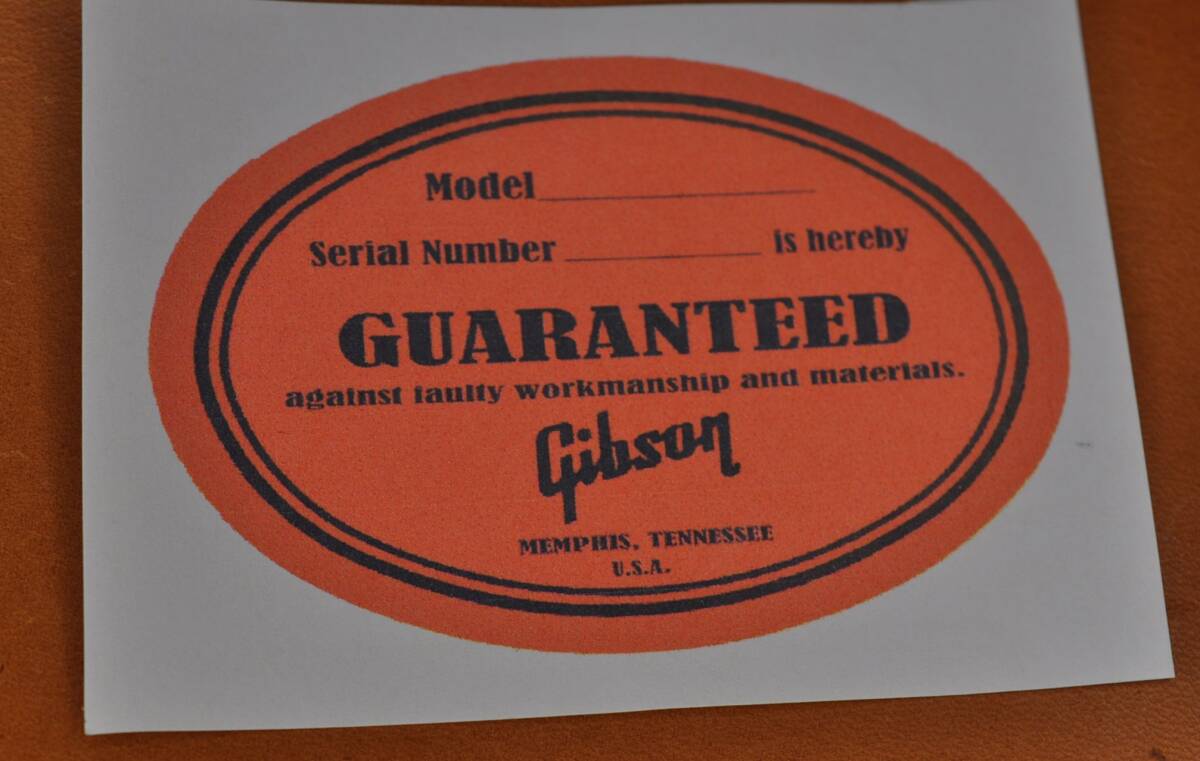 Model
Serial Number is hereby
GUARANTEED
against faulty workmanship and materials.
Gibson
MEMPHIS, TENNESSEE
U.S.A.